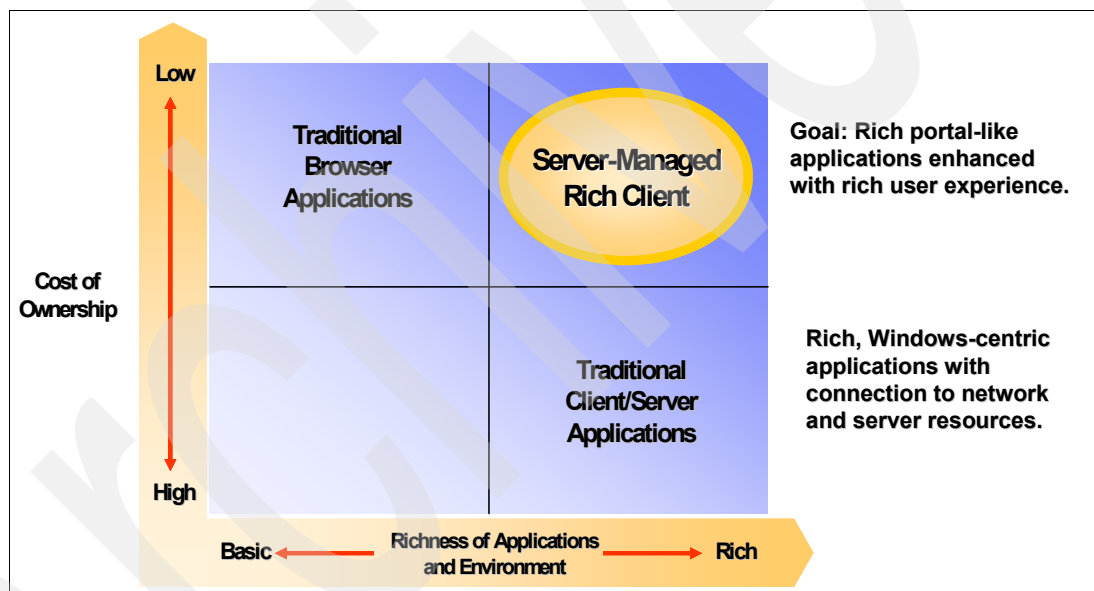 Low
Traditional
Browser
Applications
Server-Managed
Rich Client
Goal: Rich portal-like
applications enhanced
with rich user experience.
Cost of
Ownership
Traditional
Client/Server
Applications
Rich, Windows-centric
applications with
connection to network
and server resources.
High
Basic
Richness of Applications
and Environment
Rich